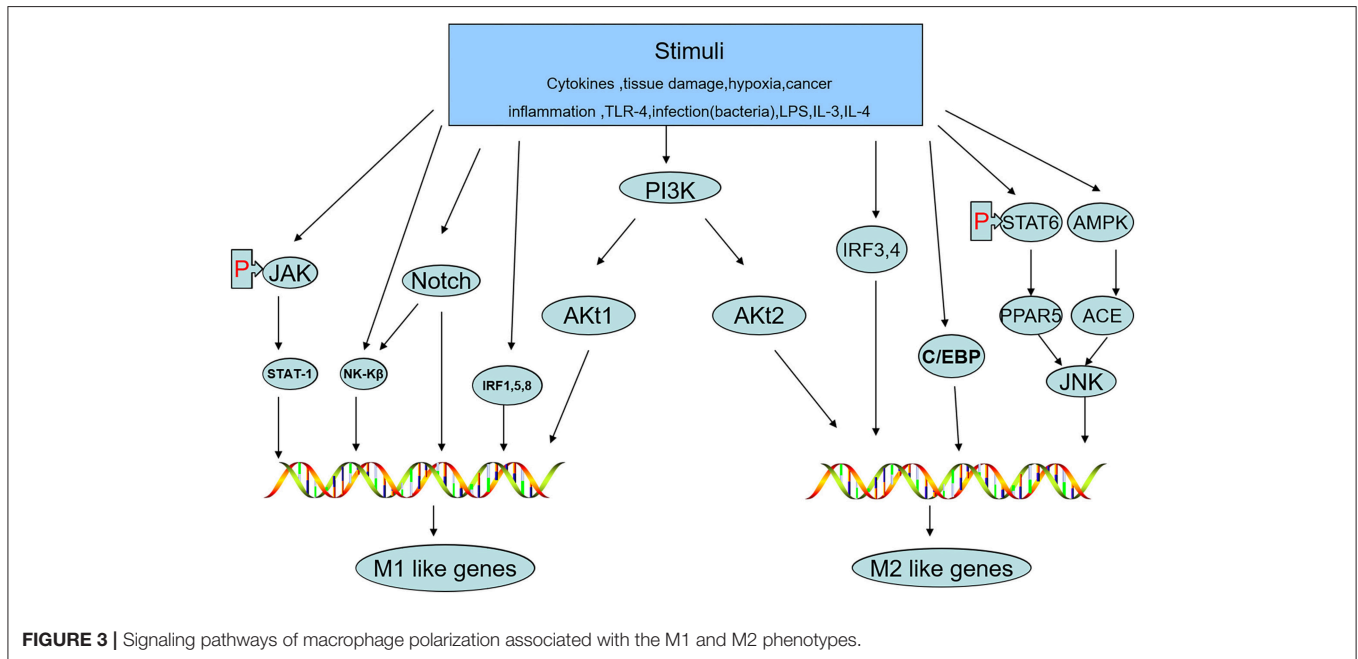 Stimuli
Cytokines ,tissue damage,hypoxia,cancer
inflammation ,TLR-4,infection(bacteria),LPS,IL-3,IL-4
PI3K
P
STAT6
AMPK
IRF3,4
P
JAK
Notch
AKt1
AKt2
PPAR5
ACE
C/EBP
STAT-1
NK-Kβ
IRF1,5,8
JNK
M1 like genes
M2 like genes
FIGURE 3 | Signaling pathways of macrophage polarization associated with the M1 and M2 phenotypes.